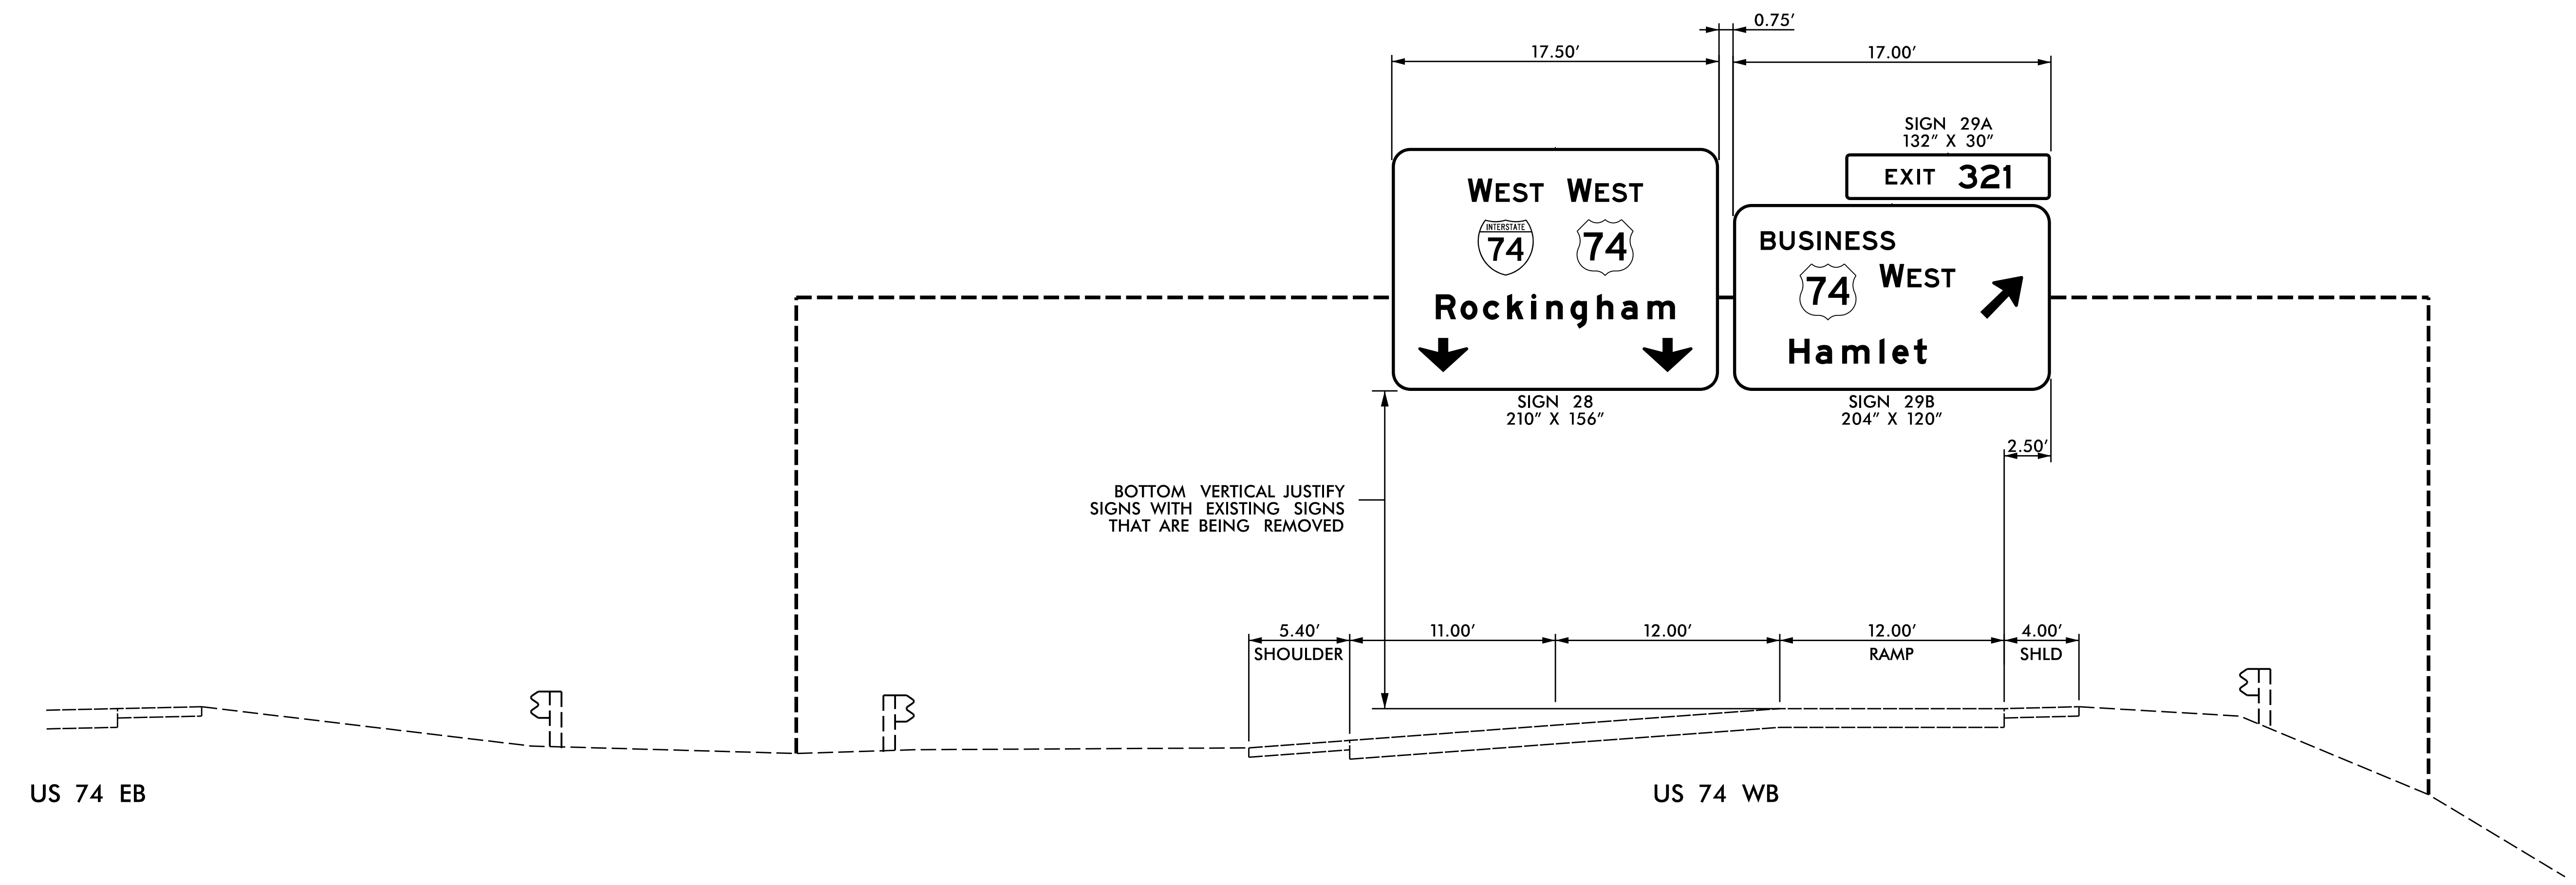 0.75’
17.50’
17.00’
SIGN 29A
132” X 30”
EXIT 321
WEST WEST
INTERSTATE
74
74
Rockingham
BUSINESS
74 WEST
Hamlet
SIGN 28
210” X 156”
SIGN 29B
204” X 120”
2.50’
BOTTOM VERTICAL JUSTIFY
SIGNS WITH EXISTING SIGNS
THAT ARE BEING REMOVED
5.40’
SHOULDER
11.00’
12.00’
12.00’
RAMP
4.00’
SHLD
US 74 EB
US 74 WB